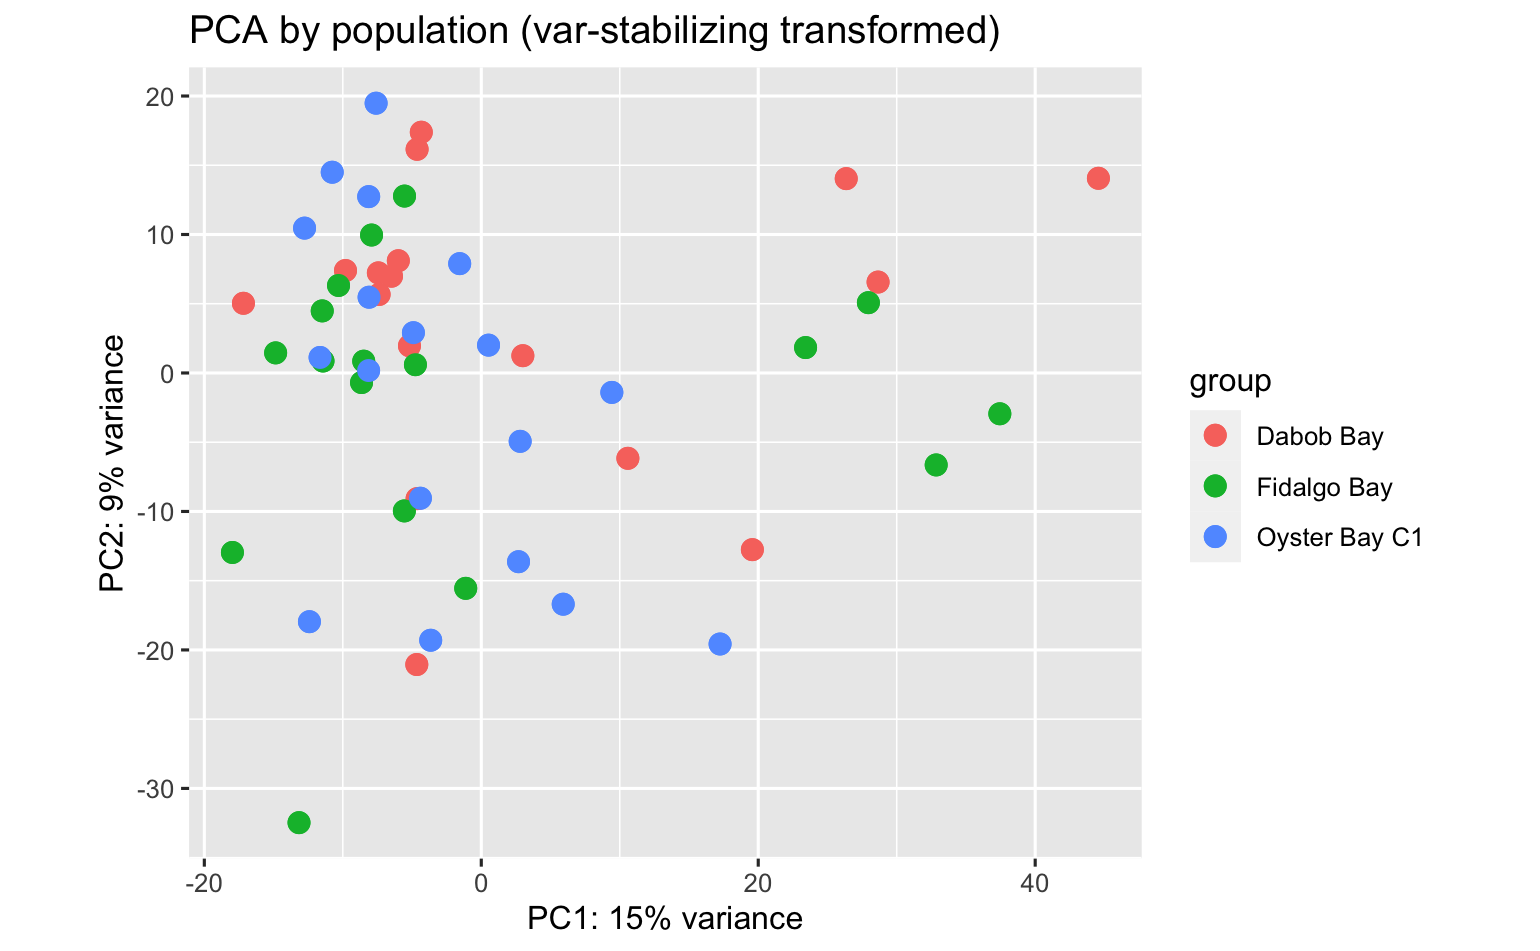 PCA by population (var-stabilizing transformed)
20
10
0
-10
-20
-30
PC2: 9% variance
-20
0
20
40
PC1: 15% variance
group
Dabob Bay
Fidalgo Bay
Oyster Bay C1